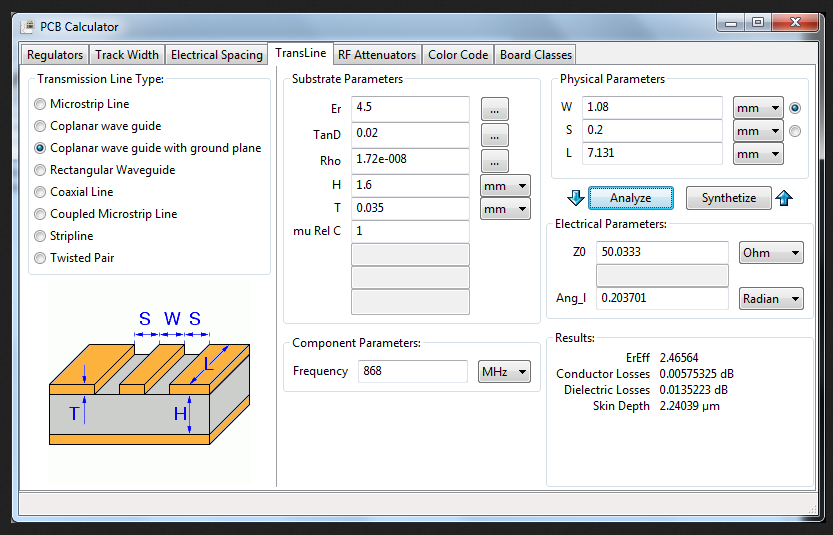 PCB Calculator
Regulators Track Width Electrical Spacing TransLine RF Attenuators Color Code Board Classes
Transmission Line Type:
Microstrip Line
Coplanar wave guide
Coplanar wave guide with ground plane
Rectangular Waveguide
Coaxial Line
Coupled Microstrip Line
Stripline
Twisted Pair
S W S
L
T
H
Substrate Parameters
Er 4.5 ...
TanD 0.02 ...
Rho 1.72e-008 ...
H 1.6 mm
T 0.035 mm
mu Rel C 1
Component Parameters:
Frequency 868 MHz
Physical Parameters
W 1.08 mm
S 0.2 mm
L 7.131 mm
Analyze Synthetize
Electrical Parameters:
Z0 50.0333 Ohm
Ang_l 0.203701 Radian
Results:
ErEff 2.46564
Conductor Losses 0.00575325 dB
Dielectric Losses 0.0135223 dB
Skin Depth 2.24039 µm